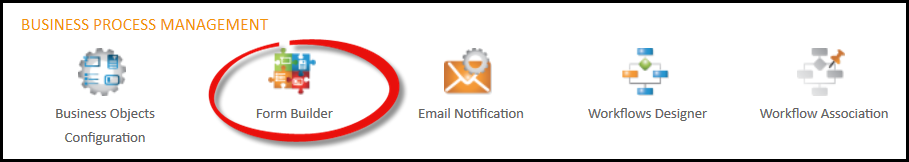 BUSINESS PROCESS MANAGEMENT
Business Objects
Configuration
Form Builder
Email Notification
Workflows Designer
Workflow Association